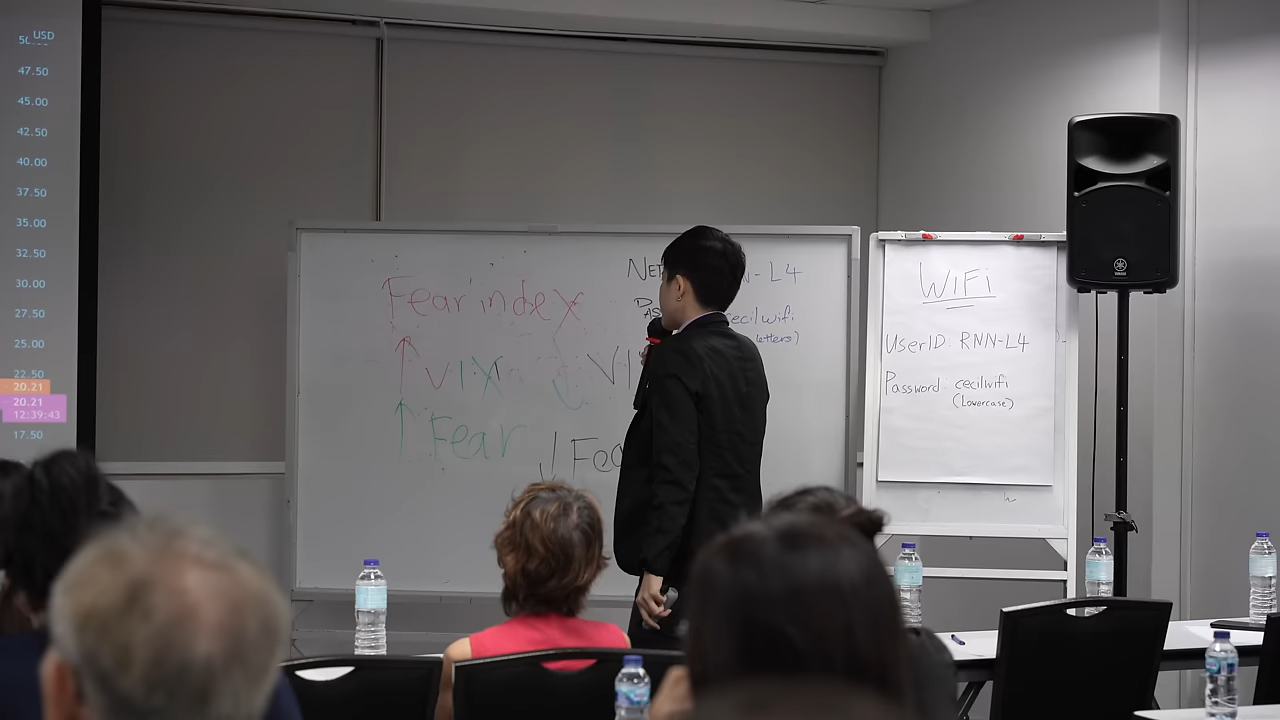 USD
47.50
45.00
42.50
40.00
37.50
35.00
32.50
30.00
27.50
25.00
22.50
20.21
20.21
12:39:43
17.50
Fear index
↑ VIX
↑ Fear
↓
- L4
cecilwifi
letters)
WiFi
UserID: RNN-L4
Password: cecilwifi
(Lowercase)
YAMAHA